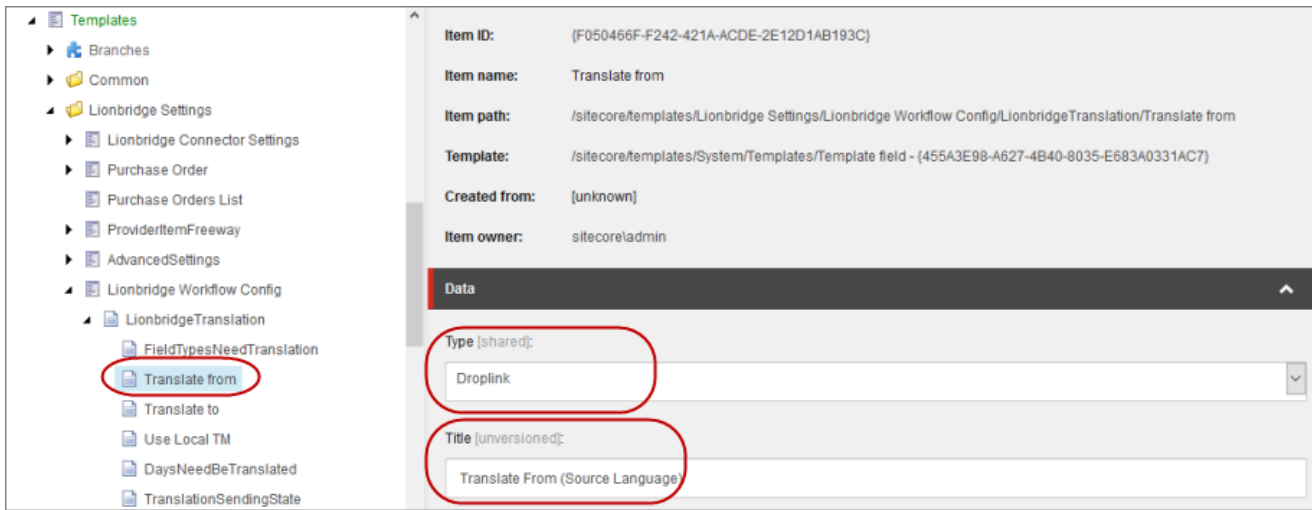 Templates
Branches
Common
Lionbridge Settings
Lionbridge Connector Settings
Purchase Order
Purchase Orders List
ProviderItemFreeway
AdvancedSettings
Lionbridge Workflow Config
LionbridgeTranslation
FieldTypesNeedTranslation
Translate from
Translate to
Use Local TM
DaysNeedBeTranslated
TranslationSendingState
Item ID: {F050466F-F242-421A-ACDE-2E12D1AB193C}
Item name: Translate from
Item path: /sitecore/templates/Lionbridge Settings/Lionbridge Workflow Config/LionbridgeTranslation/Translate from
Template: /sitecore/templates/System/Templates/Template field - {455A3E98-A627-4B40-8035-E683A0331AC7}
Created from: [unknown]
Item owner: sitecore\admin
Data
Type [shared]:
Droplink
Title [unversioned]:
Translate From (Source Language)